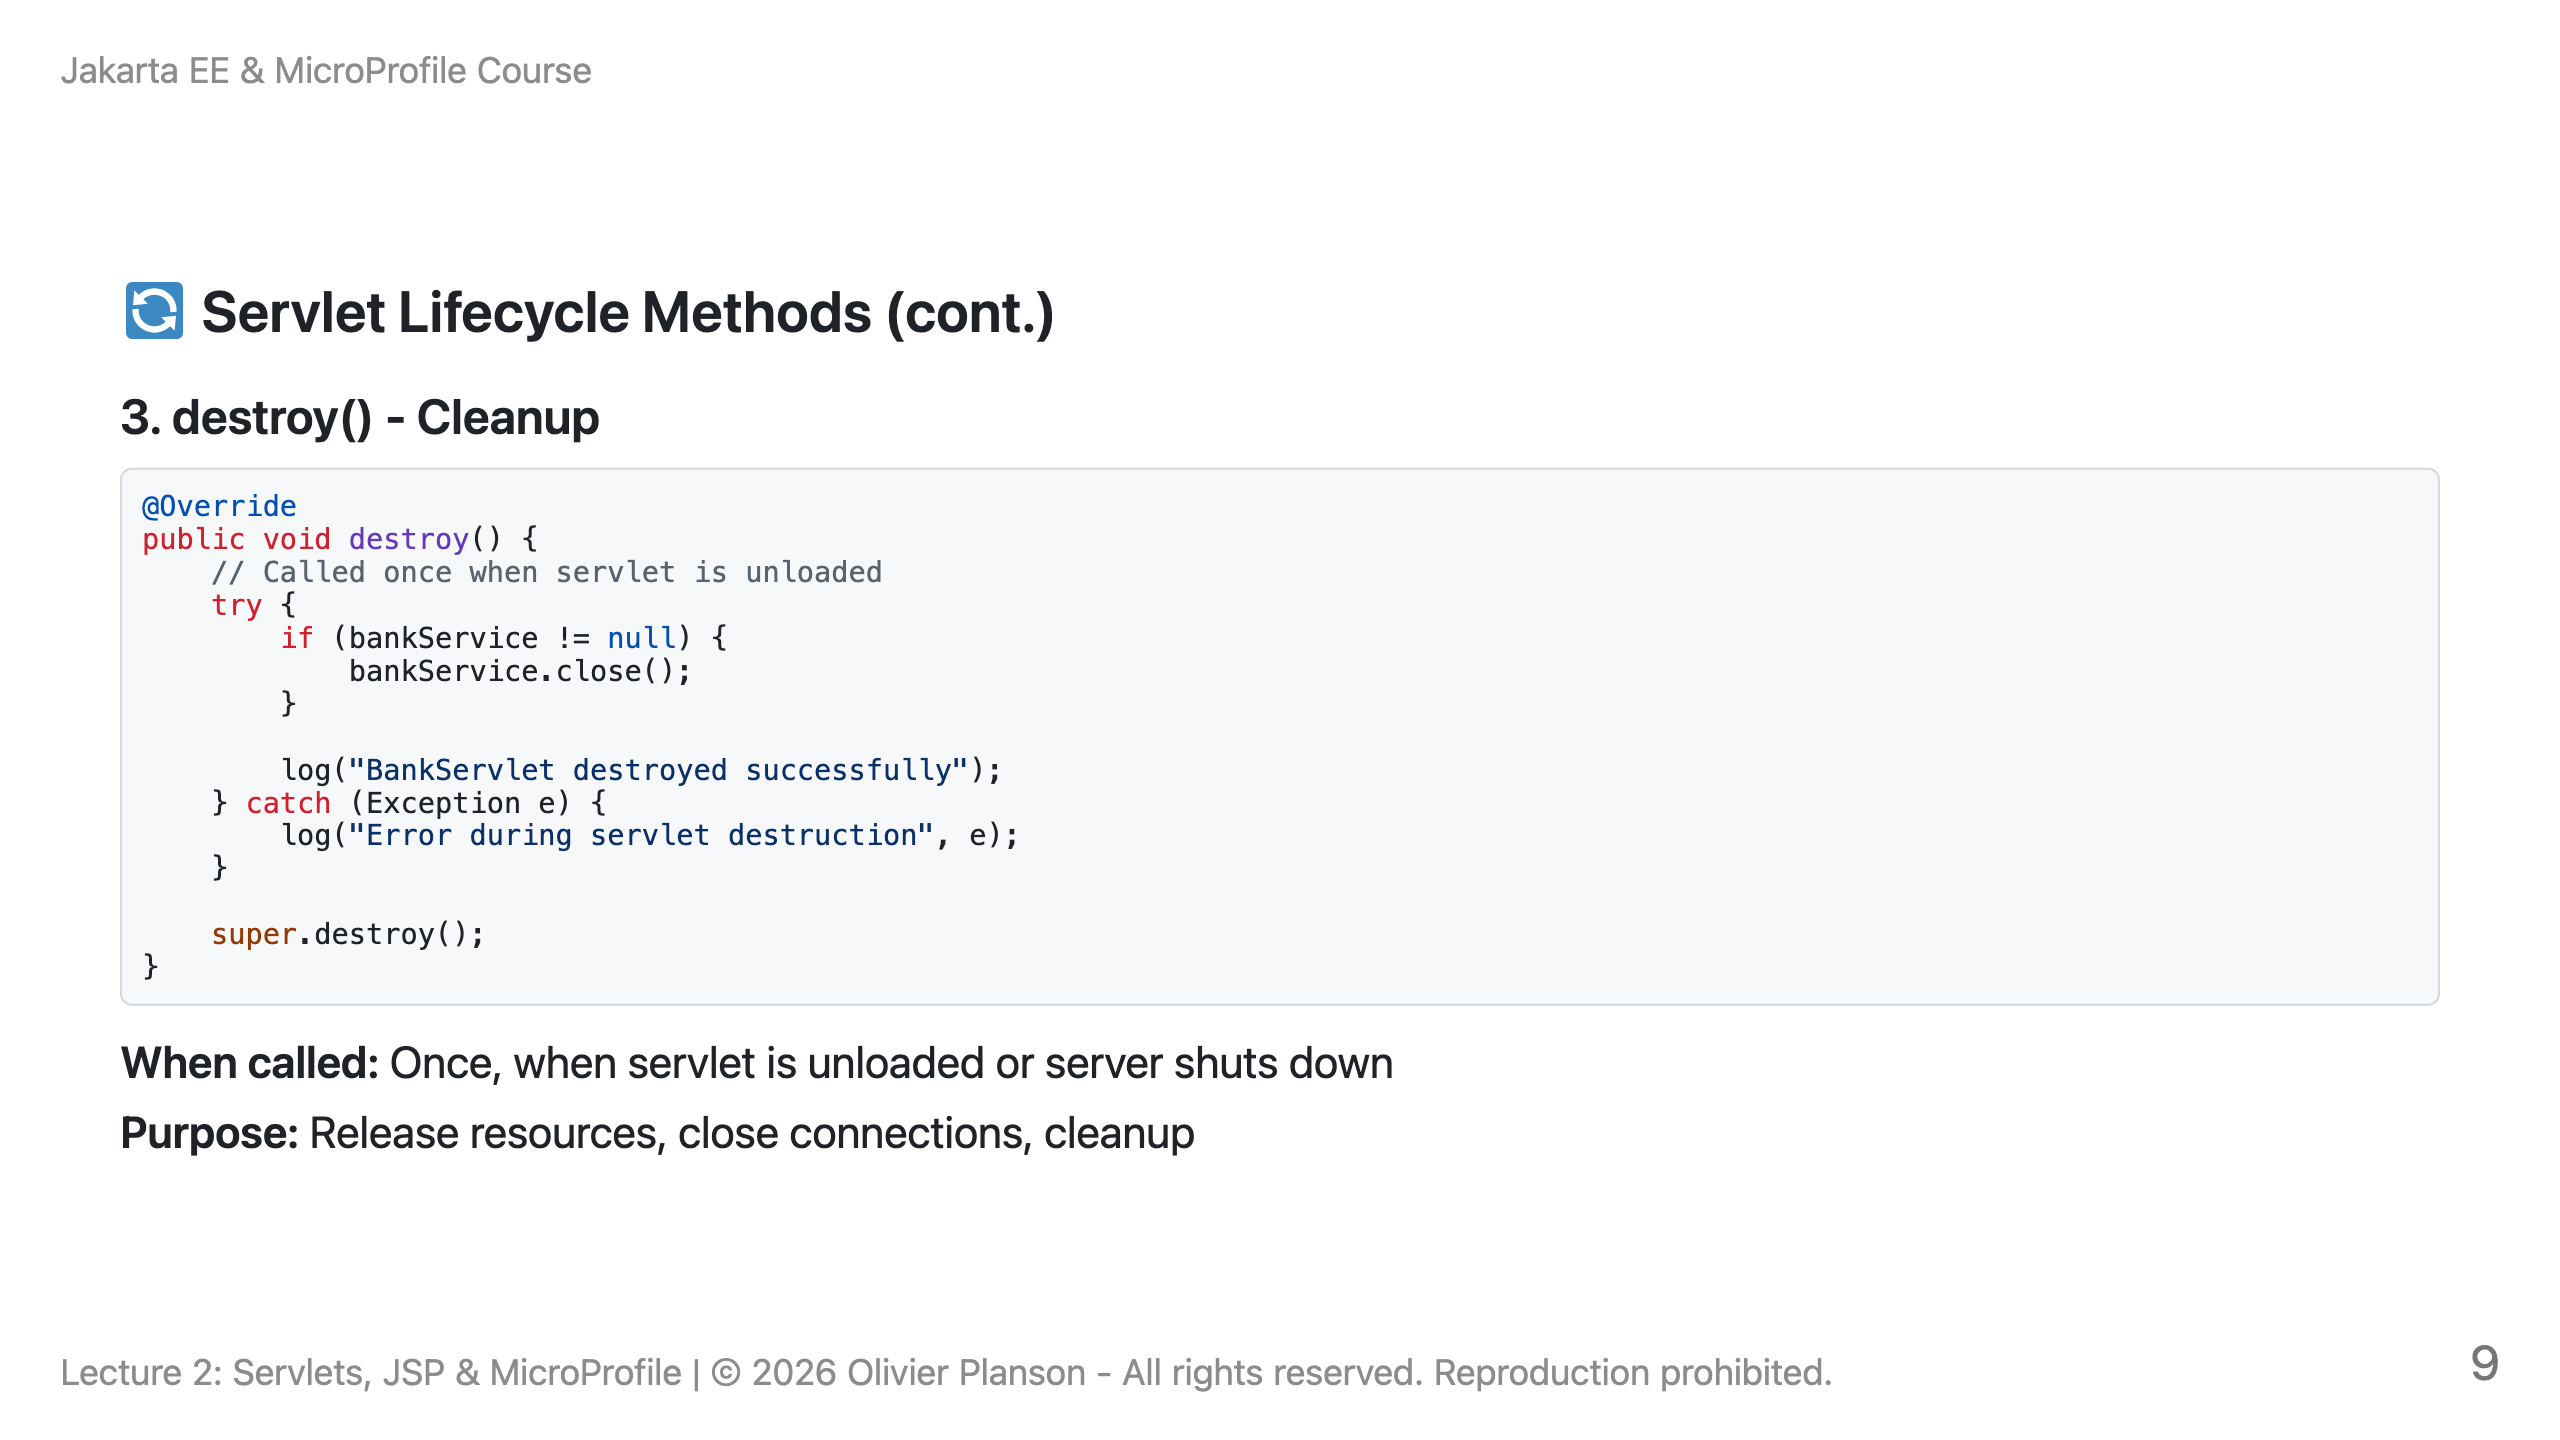 Jakarta EE & MicroProfile Course
🔄 Servlet Lifecycle Methods (cont.)
3. destroy() - Cleanup
@Override
public void destroy() {
    // Called once when servlet is unloaded
    try {
        if (bankService != null) {
            bankService.close();
        }

        log("BankServlet destroyed successfully");
    } catch (Exception e) {
        log("Error during servlet destruction", e);
    }

    super.destroy();
}
When called: Once, when servlet is unloaded or server shuts down
Purpose: Release resources, close connections, cleanup
Lecture 2: Servlets, JSP & MicroProfile | © 2026 Olivier Planson - All rights reserved. Reproduction prohibited.
9